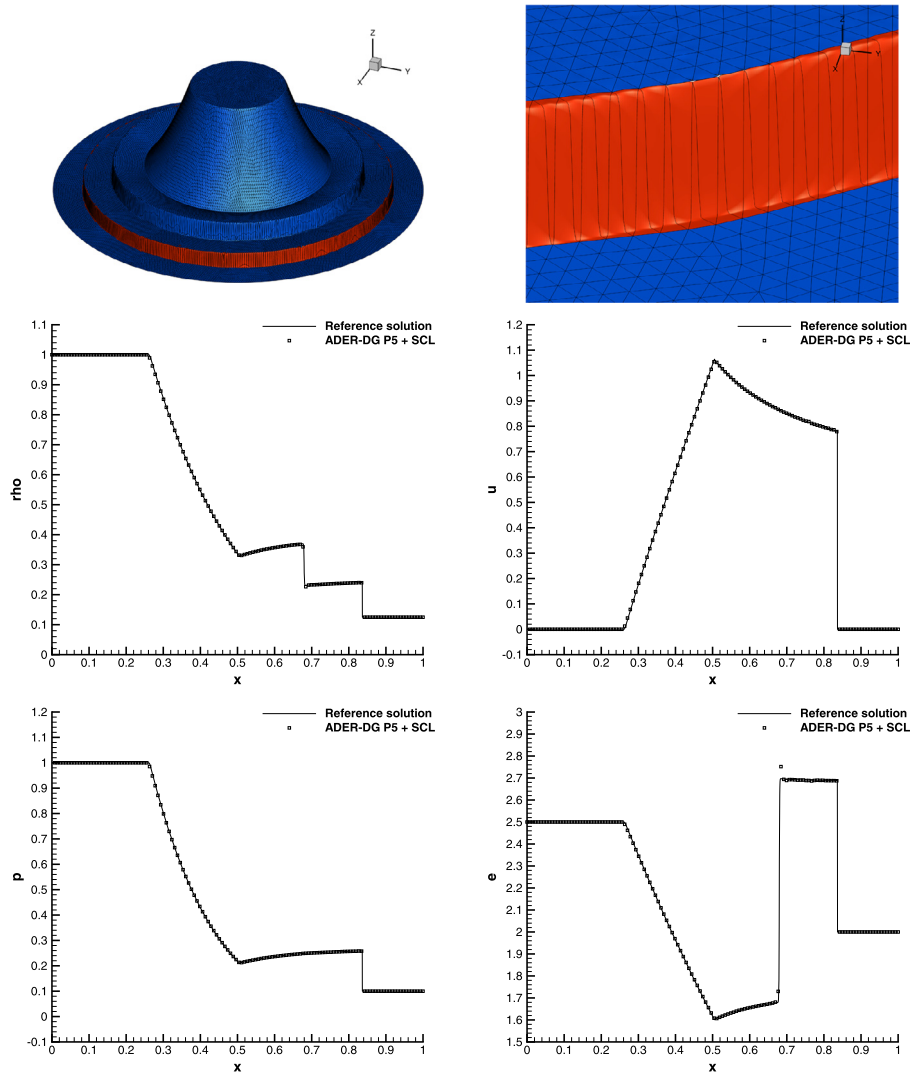 Z
X
Y
Z
X
Y
Reference solution
ADER-DG P5 + SCL
1.1
1
0.9
0.8
0.7
0.6
0.5
0.4
0.3
0.2
0.1
0
rho
0 0.1 0.2 0.3 0.4 0.5 0.6 0.7 0.8 0.9 1
x
Reference solution
ADER-DG P5 + SCL
1.2
1.1
1
0.9
0.8
0.7
0.6
0.5
0.4
0.3
0.2
0.1
0
-0.1
u
0 0.1 0.2 0.3 0.4 0.5 0.6 0.7 0.8 0.9 1
x
Reference solution
ADER-DG P5 + SCL
1.2
1.1
1
0.9
0.8
0.7
0.6
0.5
0.4
0.3
0.2
0.1
0
-0.1
p
0 0.1 0.2 0.3 0.4 0.5 0.6 0.7 0.8 0.9 1
x
Reference solution
ADER-DG P5 + SCL
3
2.9
2.8
2.7
2.6
2.5
2.4
2.3
2.2
2.1
2
1.9
1.8
1.7
1.6
1.5
e
0 0.1 0.2 0.3 0.4 0.5 0.6 0.7 0.8 0.9 1
x